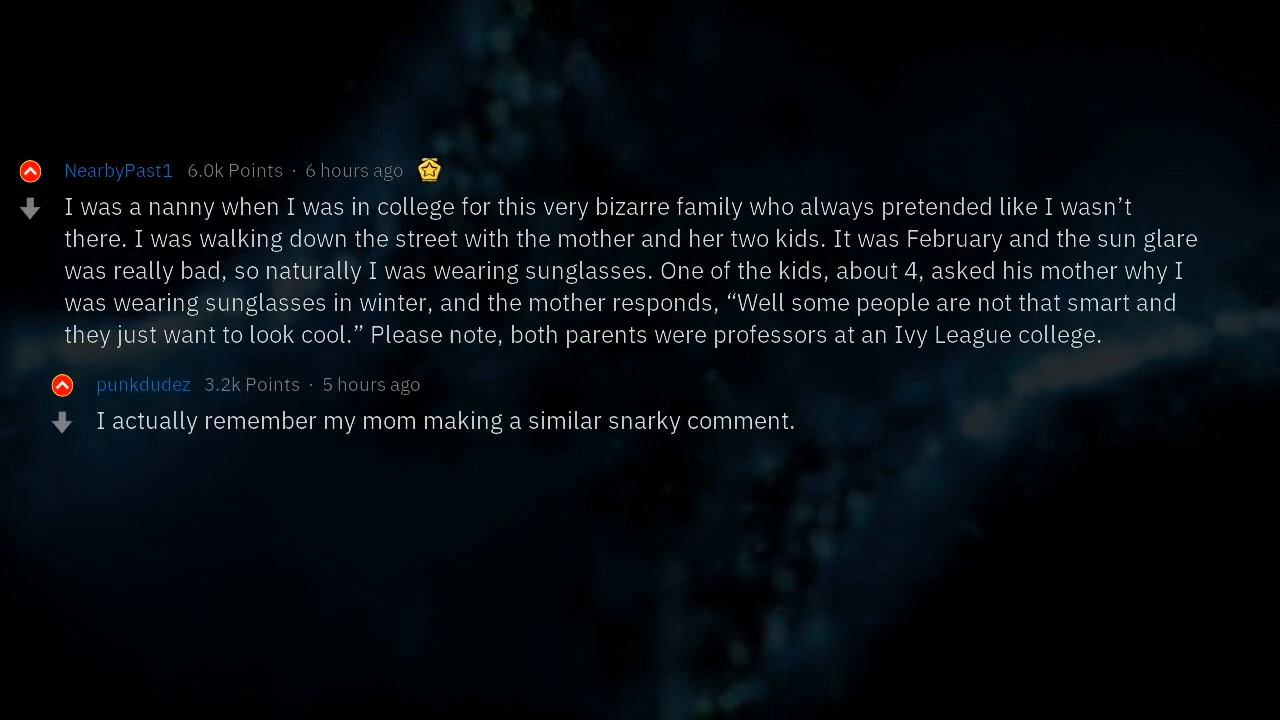 NearbyPast1 6.0k Points · 6 hours ago
I was a nanny when I was in college for this very bizarre family who always pretended like I wasn’t
there. I was walking down the street with the mother and her two kids. It was February and the sun glare
was really bad, so naturally I was wearing sunglasses. One of the kids, about 4, asked his mother why I
was wearing sunglasses in winter, and the mother responds, “Well some people are not that smart and
they just want to look cool.” Please note, both parents were professors at an Ivy League college.
punkdudez 3.2k Points · 5 hours ago
I actually remember my mom making a similar snarky comment.